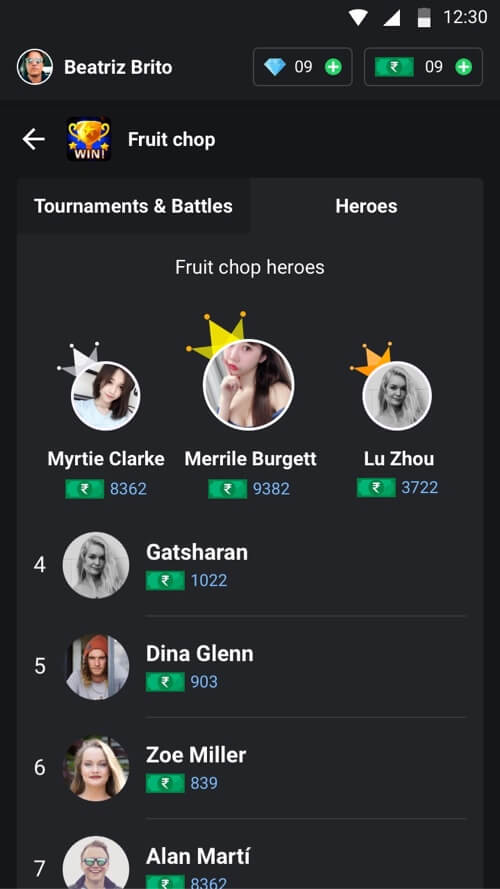 12:30
Beatriz Brito
09
₹
09
WIN!
Fruit chop
Tournaments & Battles
Heroes
Fruit chop heroes
Myrtie Clarke
₹ 8362
Merrile Burgett
₹ 9382
Lu Zhou
₹ 3722
4
Gatsharan
₹ 1022
5
Dina Glenn
₹ 903
6
Zoe Miller
₹ 839
7
Alan Martí
₹ 8362